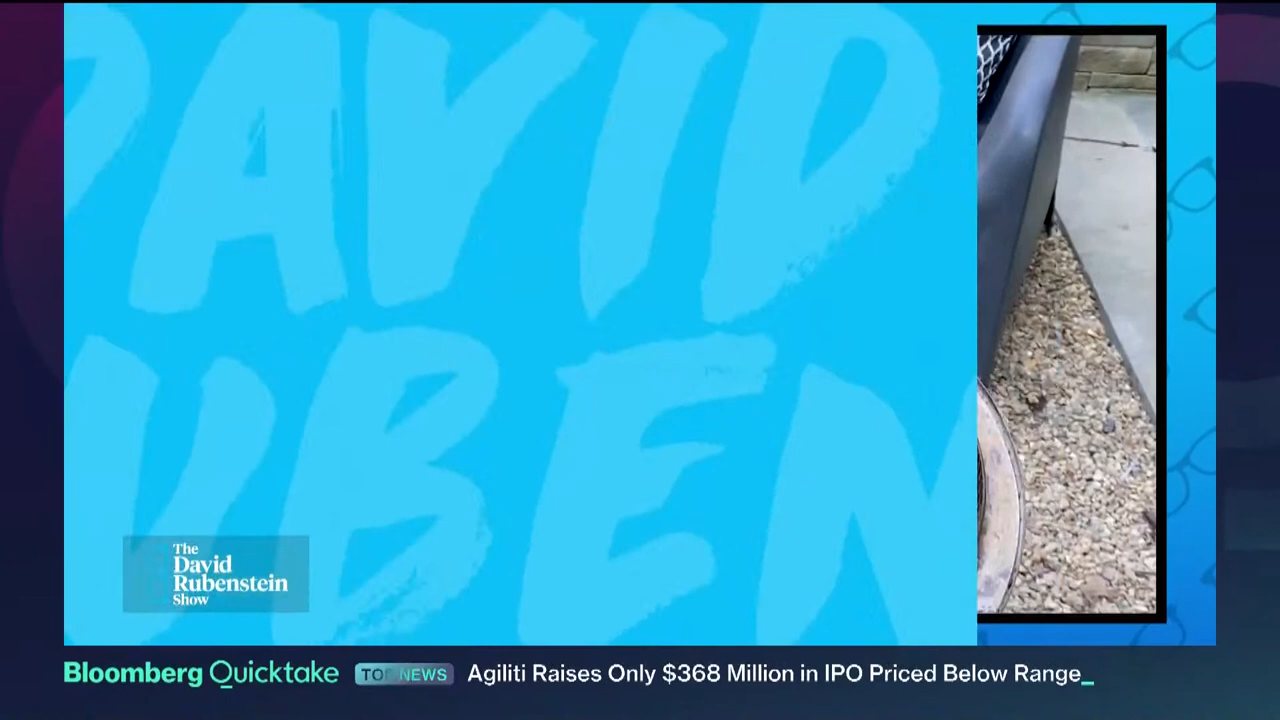 DAVID
UBEN
The
David
Rubenstein
Show
Bloomberg Quicktake TOP NEWS Agiliti Raises Only $368 Million in IPO Priced Below Range_